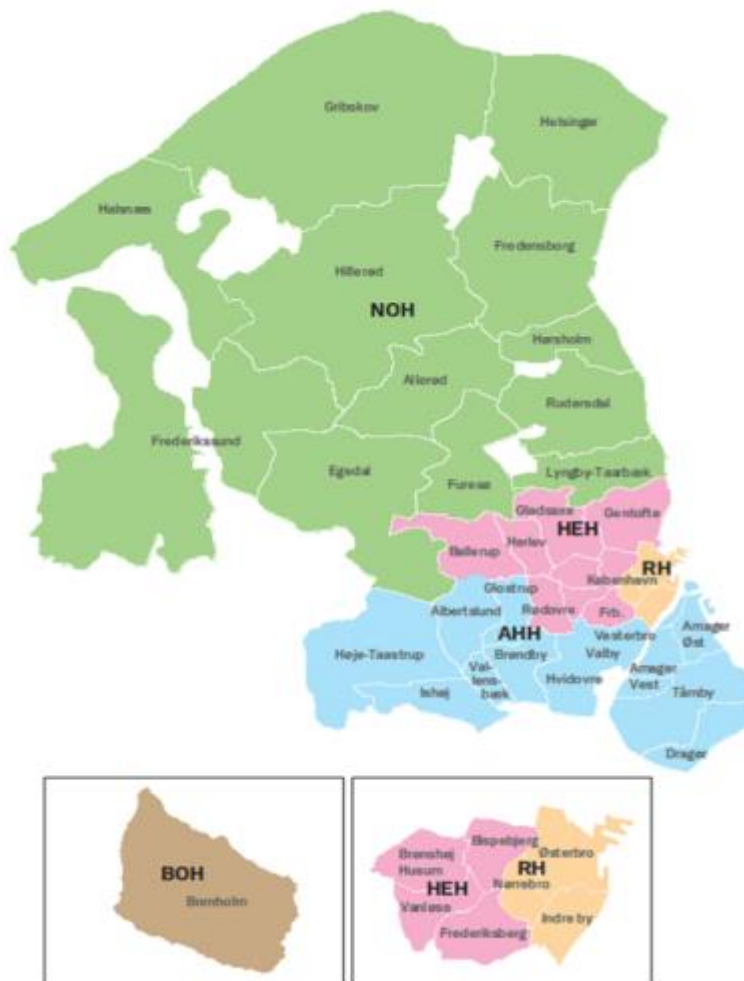 Gribskov
Helsingør
Halsnæs
Fredensborg
Hillerød
NOH
Hørsholm
Allerød
Rudersdal
Frederikssund
Egedal
Furesø
Lyngby-Taarbæk
Gladsaxe
Gentofte
HEH
Ballerup
Herlev
RH
København
Glostrup
Albertslund
Rødovre
Frb.
AHH
Vesterbro
Amager
Øst
Høje-Taastrup
Brøndby
Valby
Val-
lens-
bæk
Amager
Vest
Ishøj
Hvidovre
Tårnby
Dragør
BOH
Bornholm
Bispebjerg
Brønshøj
Husum
Østerbro
RH
HEH
Nørrebro
Vanløse
Indre by
Frederiksberg